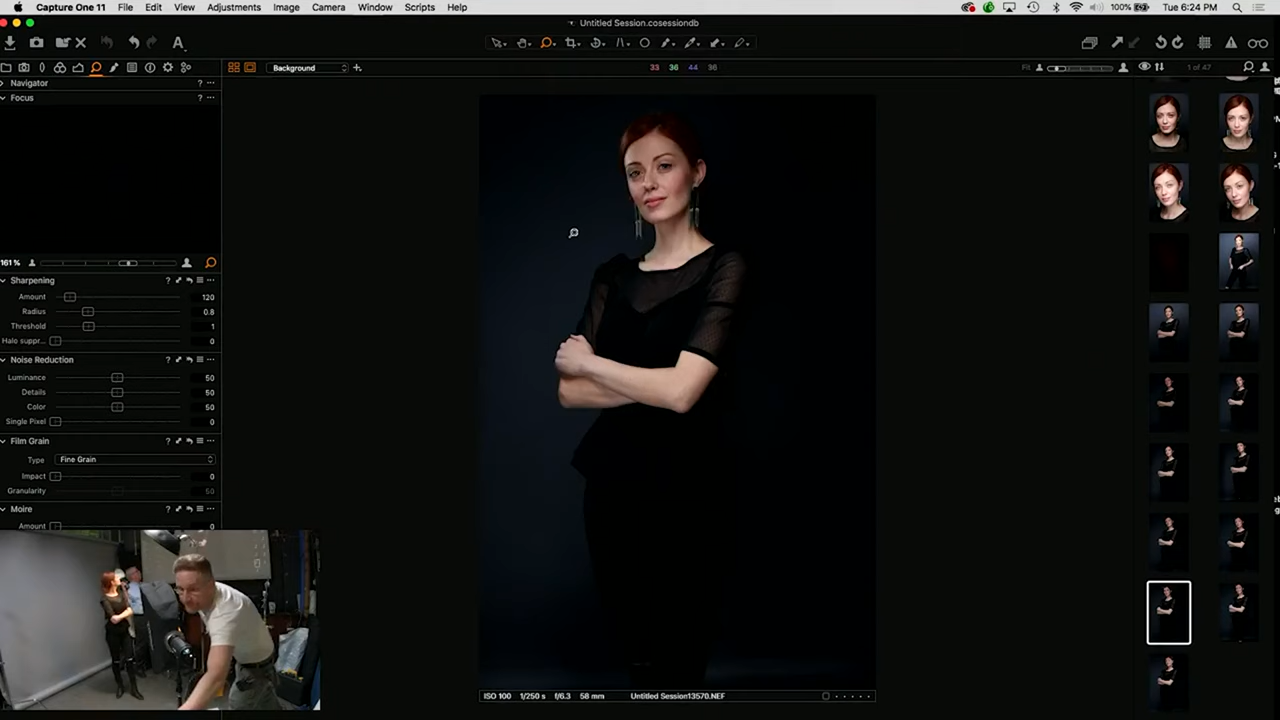 Capture One 11 File Edit View Adjustments Image Camera Window Scripts Help 100% Tue 6:24 PM
Untitled Session.cosessiondb
Background 33 36 44 36 Fit 1 of 47
Navigator ? ...
Focus ? ...
161 %
Sharpening ? ...
Amount 120
Radius 0.8
Threshold 1
Halo suppr... 0
Noise Reduction ? ...
Luminance 50
Details 50
Color 50
Single Pixel 0
Film Grain ? ...
Type Fine Grain
Impact 0
Granularity 50
Moire ? ...
Amount 0
ISO 100 1/250 s f/6.3 58 mm Untitled Session13570.NEF